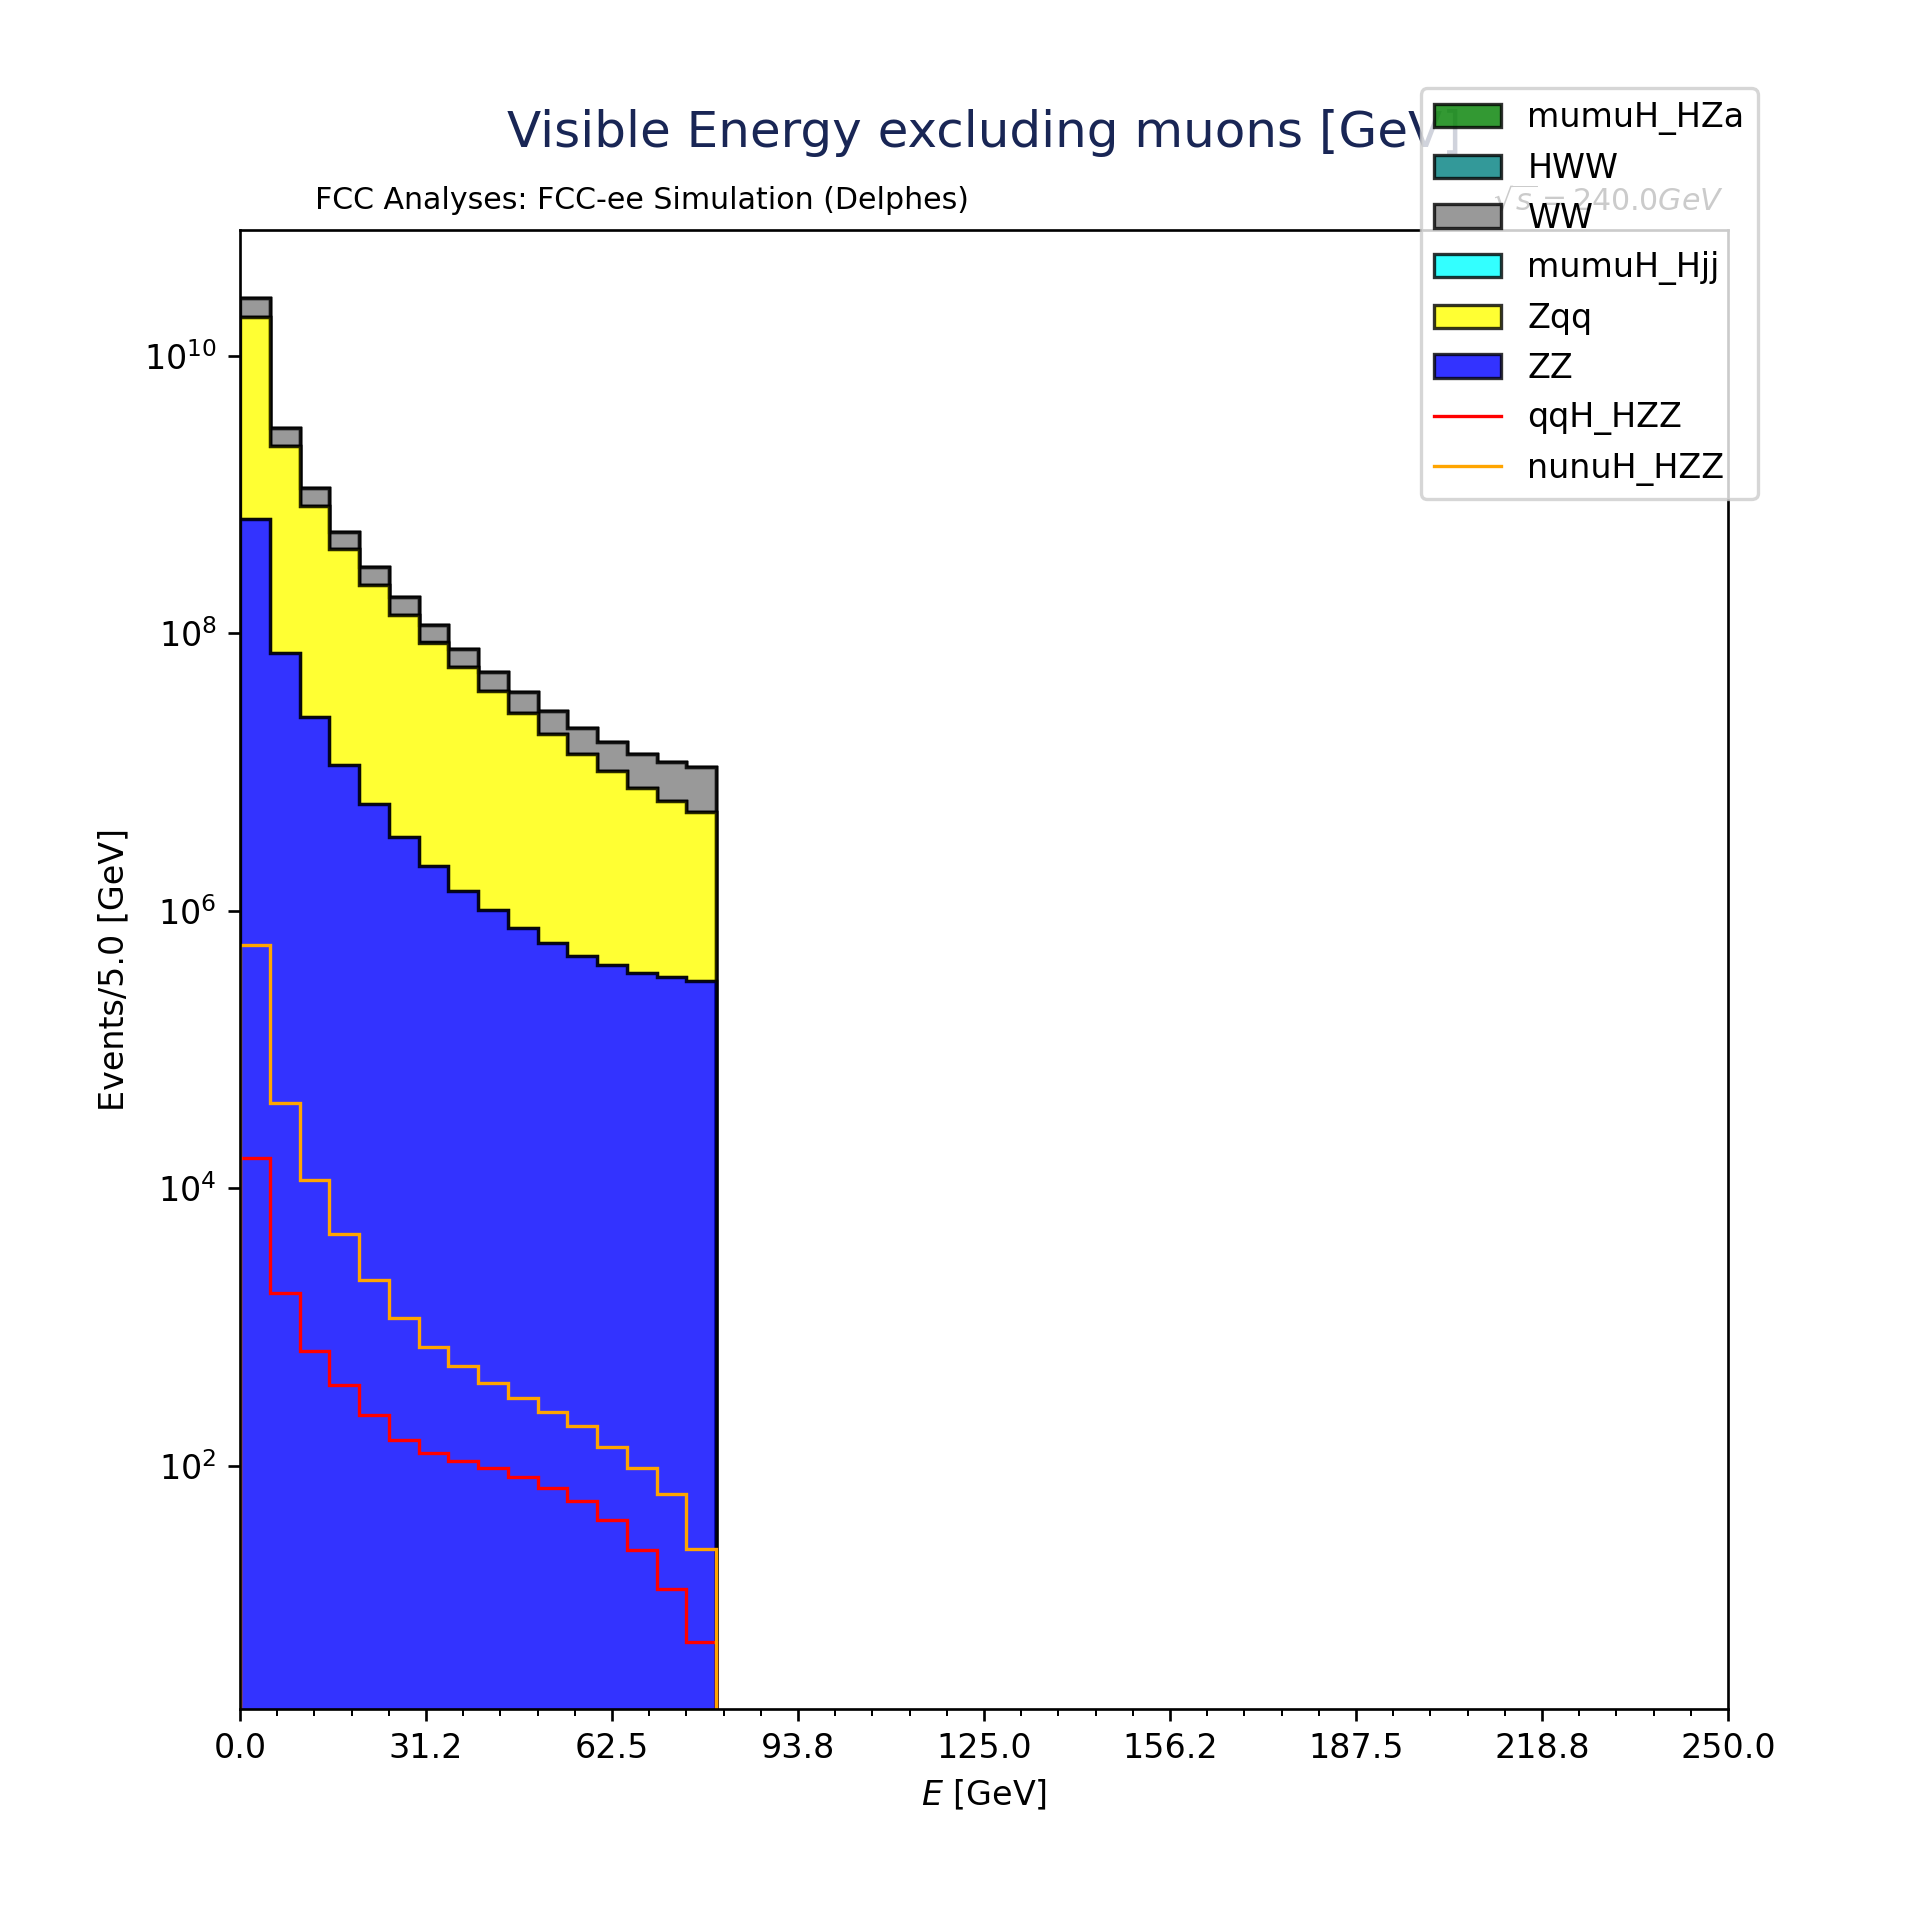 Visible Energy excluding muons [GeV]
FCC Analyses: FCC-ee Simulation (Delphes)
√s = 240.0GeV
mumuH_HZa
HWW
WW
mumuH_Hjj
Zqq
ZZ
qqH_HZZ
nunuH_HZZ
Events/5.0 [GeV]
10¹⁰
10⁸
10⁶
10⁴
10²
0.0 31.2 62.5 93.8 125.0 156.2 187.5 218.8 250.0
E [GeV]